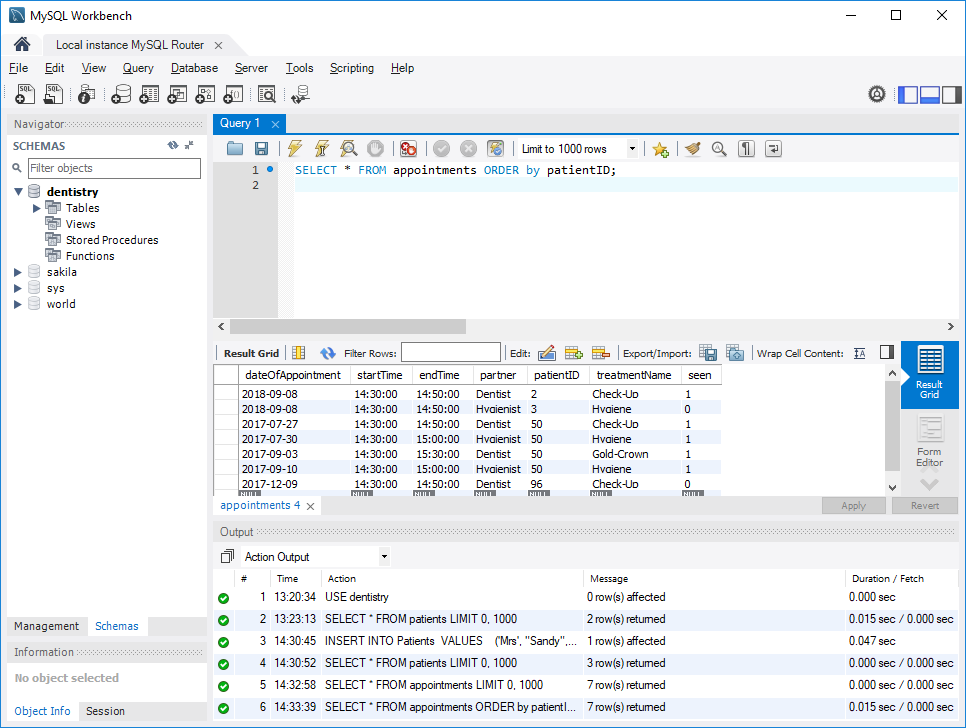 MySQL Workbench
Local instance MySQL Router
File Edit View Query Database Server Tools Scripting Help
Navigator
SCHEMAS
Filter objects
dentistry
Tables
Views
Stored Procedures
Functions
sakila
sys
world
Management Schemas
Information
No object selected
Object Info Session
Query 1
Limit to 1000 rows
1 SELECT * FROM appointments ORDER by patientID;
2
Result Grid Filter Rows: Edit: Export/Import: Wrap Cell Content:
dateOfAppointment startTime endTime partner patientID treatmentName seen
2018-09-08 14:30:00 14:50:00 Dentist 2 Check-Up 1
2018-09-08 14:30:00 14:50:00 Hygienist 3 Hygiene 0
2017-07-27 14:30:00 14:50:00 Dentist 50 Check-Up 1
2017-07-30 14:30:00 15:00:00 Hygienist 50 Hygiene 1
2017-09-03 14:30:00 15:30:00 Dentist 50 Gold-Crown 1
2017-09-10 14:30:00 15:00:00 Hygienist 50 Hygiene 1
2017-12-09 14:30:00 14:50:00 Dentist 96 Check-Up 0
NULL NULL NULL NULL NULL NULL NULL
Result
Grid
Form
Editor
appointments 4
Apply Revert
Output
Action Output
# Time Action Message Duration / Fetch
1 13:20:34 USE dentistry 0 row(s) affected 0.000 sec
2 13:23:13 SELECT * FROM patients LIMIT 0, 1000 2 row(s) returned 0.015 sec / 0.000 sec
3 14:30:45 INSERT INTO Patients VALUES ('Mrs', "Sandy",... 1 row(s) affected 0.047 sec
4 14:30:52 SELECT * FROM patients LIMIT 0, 1000 3 row(s) returned 0.000 sec / 0.000 sec
5 14:32:58 SELECT * FROM appointments LIMIT 0, 1000 7 row(s) returned 0.000 sec / 0.000 sec
6 14:33:39 SELECT * FROM appointments ORDER by patientI... 7 row(s) returned 0.015 sec / 0.000 sec